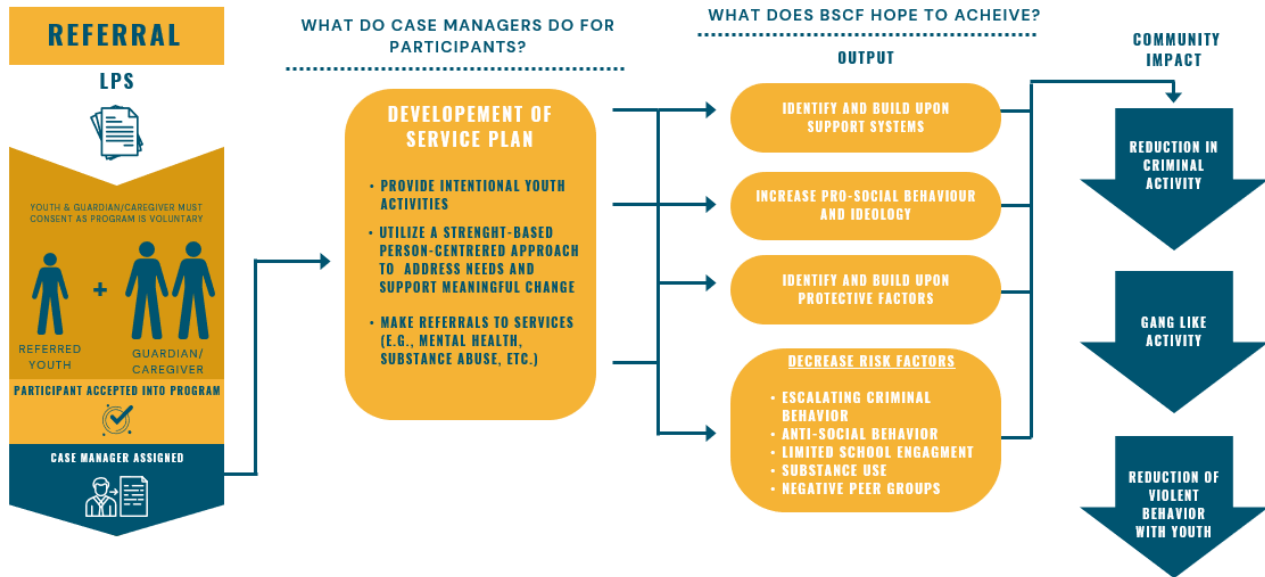 REFERRAL
LPS
YOUTH & GUARDIAN/CAREGIVER MUST
CONSENT AS PROGRAM IS VOLUNTARY
+
REFERRED
YOUTH
GUARDIAN/
CAREGIVER
PARTICIPANT ACCEPTED INTO PROGRAM
CASE MANAGER ASSIGNED
WHAT DO CASE MANAGERS DO FOR
PARTICIPANTS?
DEVELOPEMENT OF
SERVICE PLAN
• PROVIDE INTENTIONAL YOUTH
ACTIVITIES
• UTILIZE A STRENGHT-BASED
PERSON-CENTRERED APPROACH
TO ADDRESS NEEDS AND
SUPPORT MEANINGFUL CHANGE
• MAKE REFERRALS TO SERVICES
(E.G., MENTAL HEALTH,
SUBSTANCE ABUSE, ETC.)
WHAT DOES BSCF HOPE TO ACHEIVE?
OUTPUT
IDENTIFY AND BUILD UPON
SUPPORT SYSTEMS
INCREASE PRO-SOCIAL BEHAVIOUR
AND IDEOLOGY
IDENTIFY AND BUILD UPON
PROTECTIVE FACTORS
DECREASE RISK FACTORS
• ESCALATING CRIMINAL
BEHAVIOR
• ANTI-SOCIAL BEHAVIOR
• LIMITED SCHOOL ENGAGMENT
• SUBSTANCE USE
• NEGATIVE PEER GROUPS
COMMUNITY
IMPACT
REDUCTION IN
CRIMINAL
ACTIVITY
GANG LIKE
ACTIVITY
REDUCTION OF
VIOLENT
BEHAVIOR
WITH YOUTH